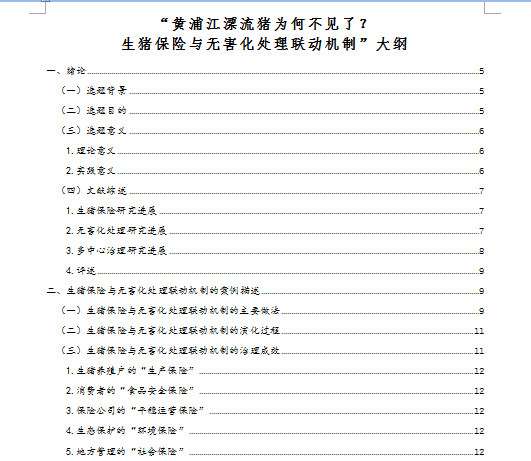 “黄浦江漂流猪为何不见了？
生猪保险与无害化处理联动机制”大纲
一、绪论 5
（一）选题背景 5
（二）选题目的 5
（三）选题意义 6
1.理论意义 6
2.实践意义 6
（四）文献综述 7
1.生猪保险研究进展 7
2.无害化处理研究进展 7
3.多中心治理研究进展 8
4.评述 9
二、生猪保险与无害化处理联动机制的案例描述 9
（一）生猪保险与无害化处理联动机制的主要做法 9
（二）生猪保险与无害化处理联动机制的演化过程 11
（三）生猪保险与无害化处理联动机制的治理成效 11
1.生猪养殖户的“生产保险” 12
2.消费者的“食品安全保险” 12
3.保险公司的“平稳运营保险” 12
4.生态保护的“环境保险” 12
5.地方管理的“社会保险” 12